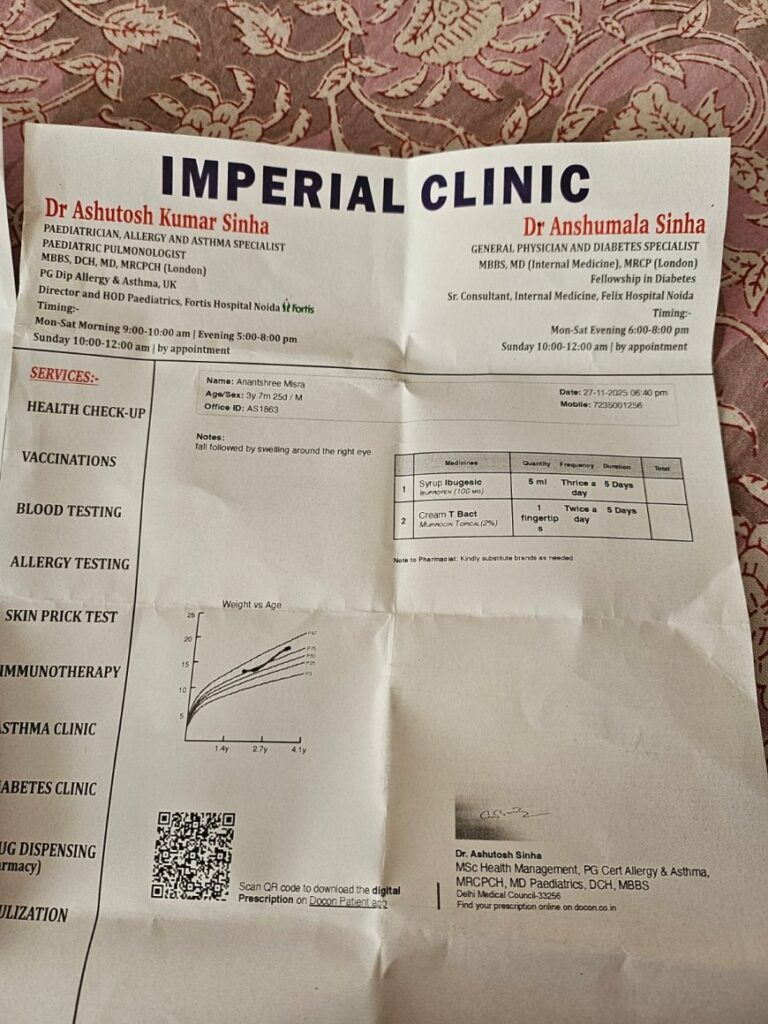 IMPERIAL CLINIC
Dr Ashutosh Kumar Sinha
PAEDIATRICIAN, ALLERGY AND ASTHMA SPECIALIST
PAEDIATRIC PULMONOLOGIST
MBBS, DCH, MD, MRCPCH (London)
PG Dip Allergy & Asthma, UK
Director and HOD Paediatrics, Fortis Hospital Noida Fortis
Timing:-
Mon-Sat Morning 9:00-10:00 am | Evening 5:00-8:00 pm
Sunday 10:00-12:00 am | by appointment
Dr Anshumala Sinha
GENERAL PHYSICIAN AND DIABETES SPECIALIST
MBBS, MD (Internal Medicine), MRCP (London)
Fellowship in Diabetes
Sr. Consultant, Internal Medicine, Felix Hospital Noida
Timing:-
Mon-Sat Evening 6:00-8:00 pm
Sunday 10:00-12:00 am | by appointment
SERVICES:-
HEALTH CHECK-UP
VACCINATIONS
BLOOD TESTING
ALLERGY TESTING
SKIN PRICK TEST
IMMUNOTHERAPY
ASTHMA CLINIC
IABETES CLINIC
UG DISPENSING
rmacy)
ULIZATION
Name: Anantshree Misra
Age/Sex: 3y 7m 25d / M
Office ID: AS1863
Date: 27-11-2025 06:40 pm
Mobile: 7235001256
Notes:
fall followed by swelling around the right eye
Medicines Quantity Frequency Duration Total
1 Syrup Ibugesic 5 ml Thrice a day 5 Days
IBUPROFEN (100 MG)
2 Cream T Bact 1 fingertips Twice a day 5 Days
MUPIROCIN TOPICAL (2%)
Note to Pharmacist: Kindly substitute brands as needed
Weight vs Age
25
20
15
10
5
P97
P75
P50
P25
P3
1.4y 2.7y 4.1y
Scan QR code to download the digital
Prescription on Docon Patient app
Dr. Ashutosh Sinha
MSc Health Management, PG Cert Allergy & Asthma,
MRCPCH, MD Paediatrics, DCH, MBBS
Delhi Medical Council-33256
Find your prescription online on docon.co.in